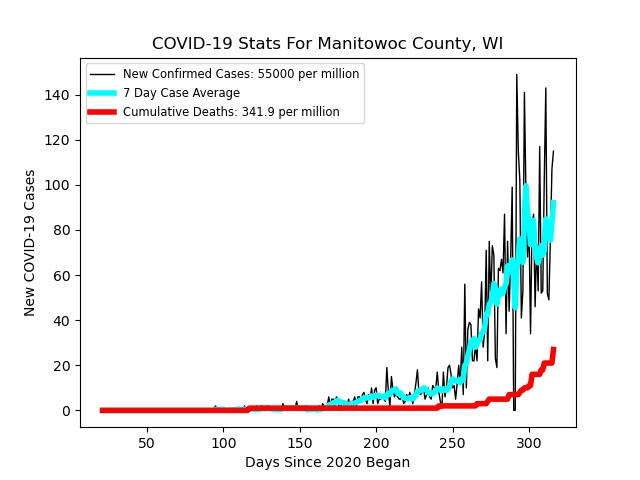 COVID-19 Stats For Manitowoc County, WI
New Confirmed Cases: 55000 per million
7 Day Case Average
Cumulative Deaths: 341.9 per million
New COVID-19 Cases
140
120
100
80
60
40
20
0
50 100 150 200 250 300
Days Since 2020 Began